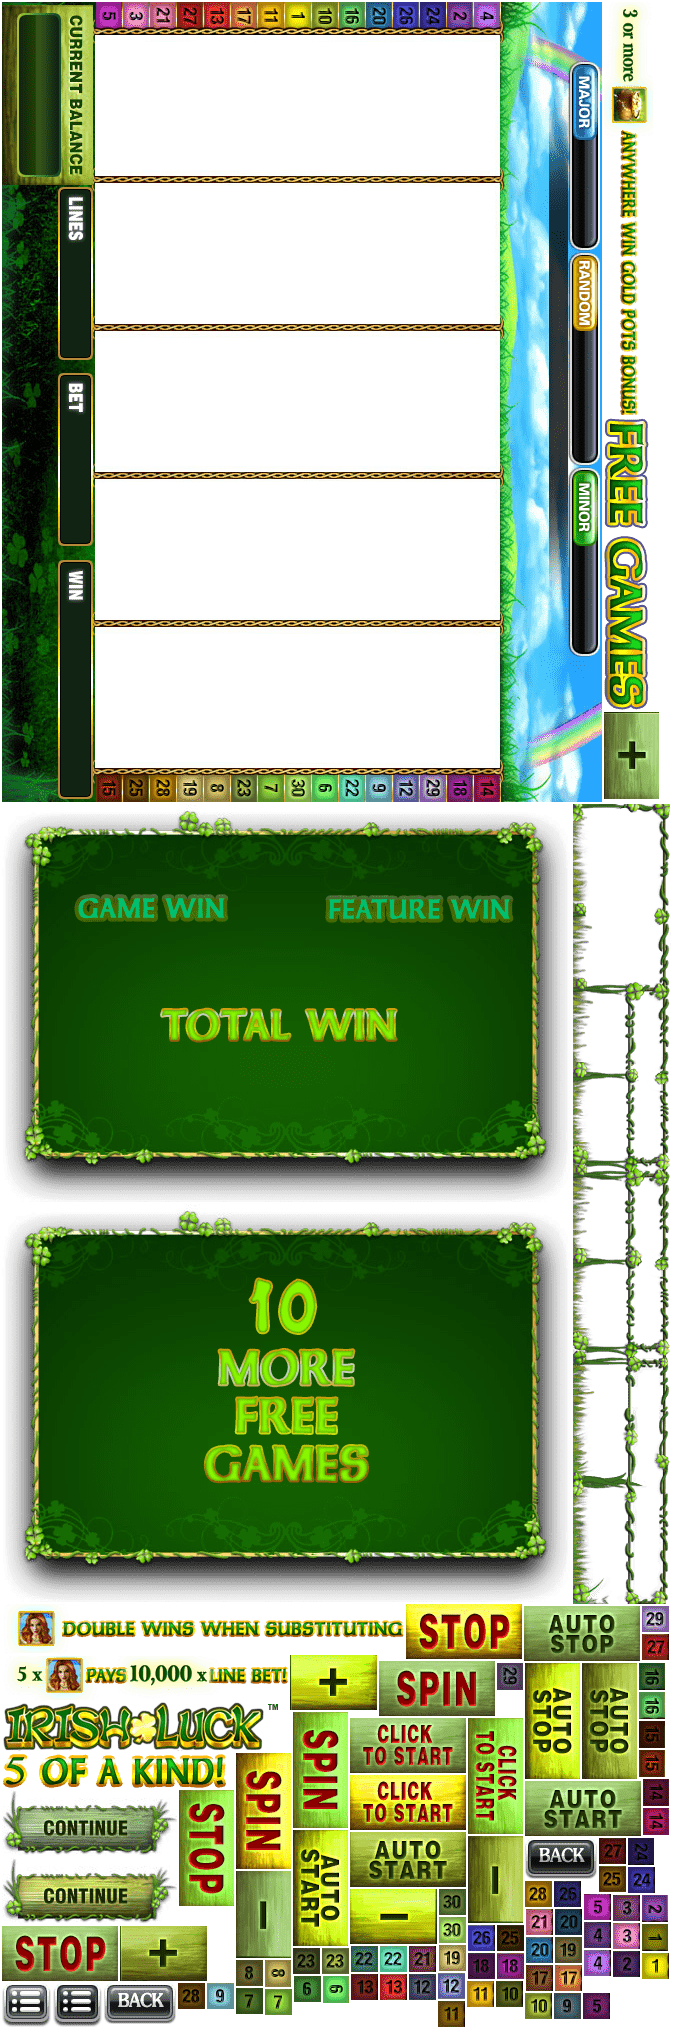 5 3 21 17 13 11 1 10 16 20 26 24 2 4
CURRENT BALANCE
LINES
BET
WIN
15 25 28 19 8 23 7 30 6 22 9 12 29 18 14
MAJOR
RANDOM
MINOR
3 or more ANYWHERE WIN GOLD POTS BONUS!
FREE GAMES
+
GAME WIN FEATURE WIN
TOTAL WIN
10
MORE
FREE
GAMES
DOUBLE WINS WHEN SUBSTITUTING
STOP
AUTO
STOP
29
27
5 x PAYS 10,000 x LINE BET!
+
SPIN
29
AUTO
STOP
AUTO
STOP
16
16
15
15
IRISH LUCK™
5 OF A KIND!
SPIN
SPIN
CLICK
TO START
CLICK
TO START
CLICK
TO START
AUTO
START
14
14
CONTINUE
CONTINUE
STOP
AUTO
START
AUTO
START
BACK
27 24
25 24
STOP
+
–
–
–
30
30
28 26
21 20
20 19
17 17
10 9 5
5 3 2
4 3 1
4 2 1
26 25
18 18
11 10
8 8
7 7
23 23
6 6
22 22 21 19
13 13 12 12
11
BACK
28 9